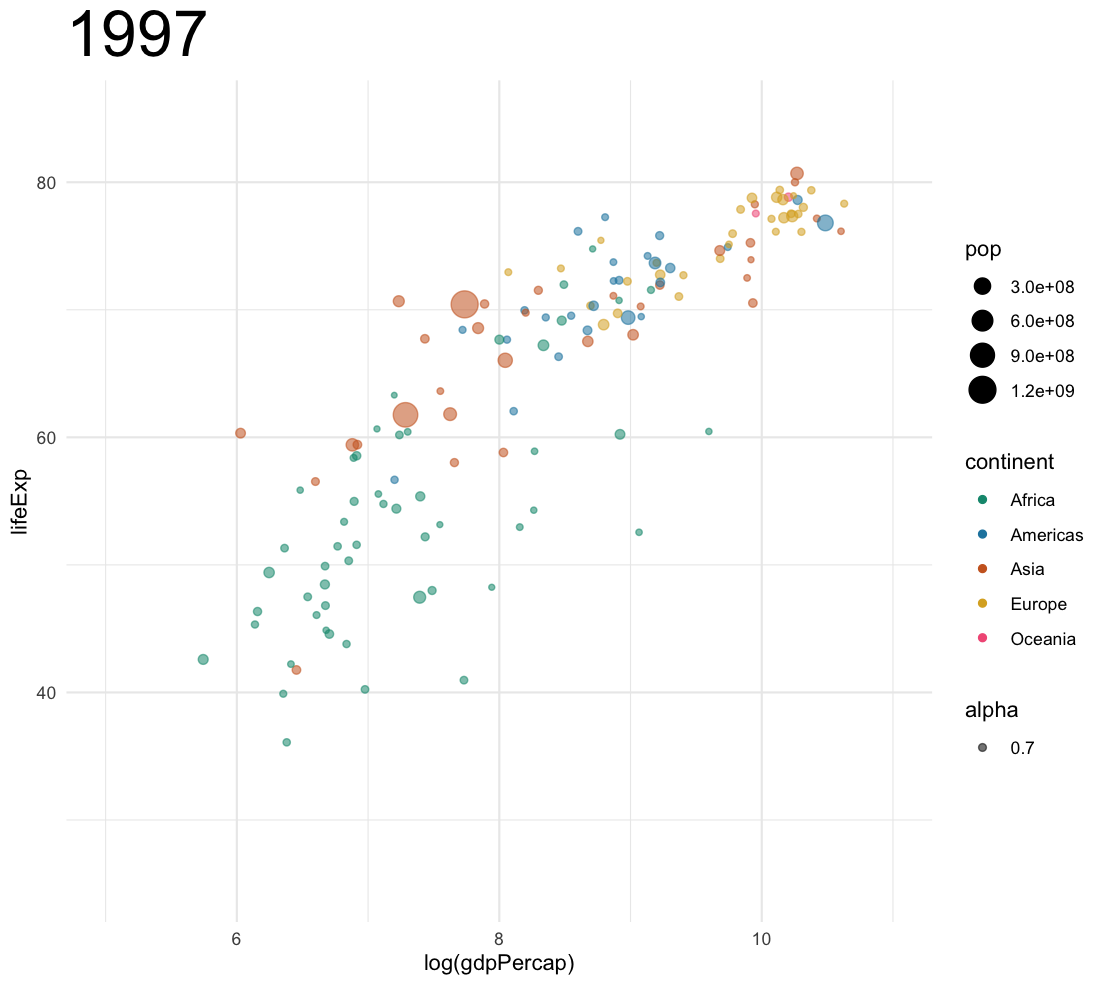 1997
80
60
40
6
8
10
lifeExp
log(gdpPercap)
pop
3.0e+08
6.0e+08
9.0e+08
1.2e+09
continent
Africa
Americas
Asia
Europe
Oceania
alpha
0.7